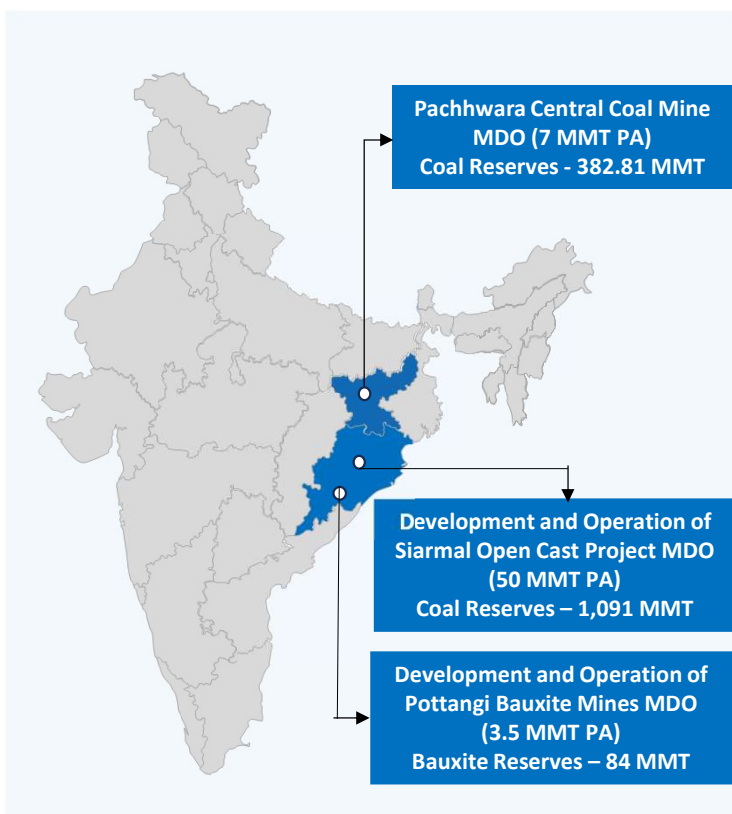 Pachhwara Central Coal Mine
MDO (7 MMT PA)
Coal Reserves - 382.81 MMT
Development and Operation of
Siarmal Open Cast Project MDO
(50 MMT PA)
Coal Reserves – 1,091 MMT
Development and Operation of
Pottangi Bauxite Mines MDO
(3.5 MMT PA)
Bauxite Reserves – 84 MMT